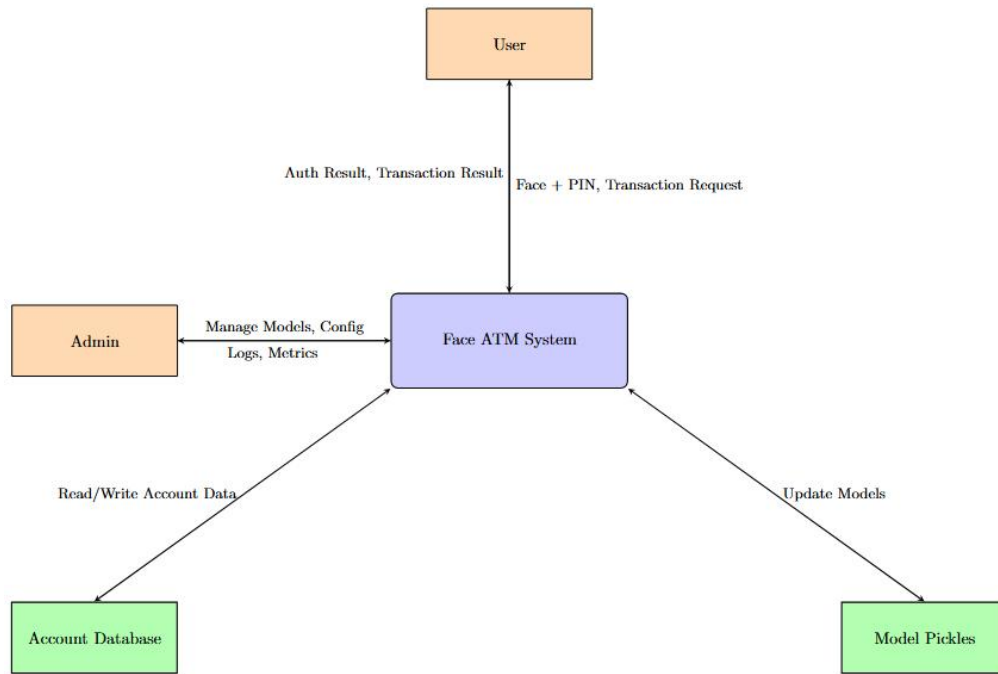 User
Auth Result, Transaction Result
Face + PIN, Transaction Request
Admin
Manage Models, Config
Logs, Metrics
Face ATM System
Read/Write Account Data
Update Models
Account Database
Model Pickles